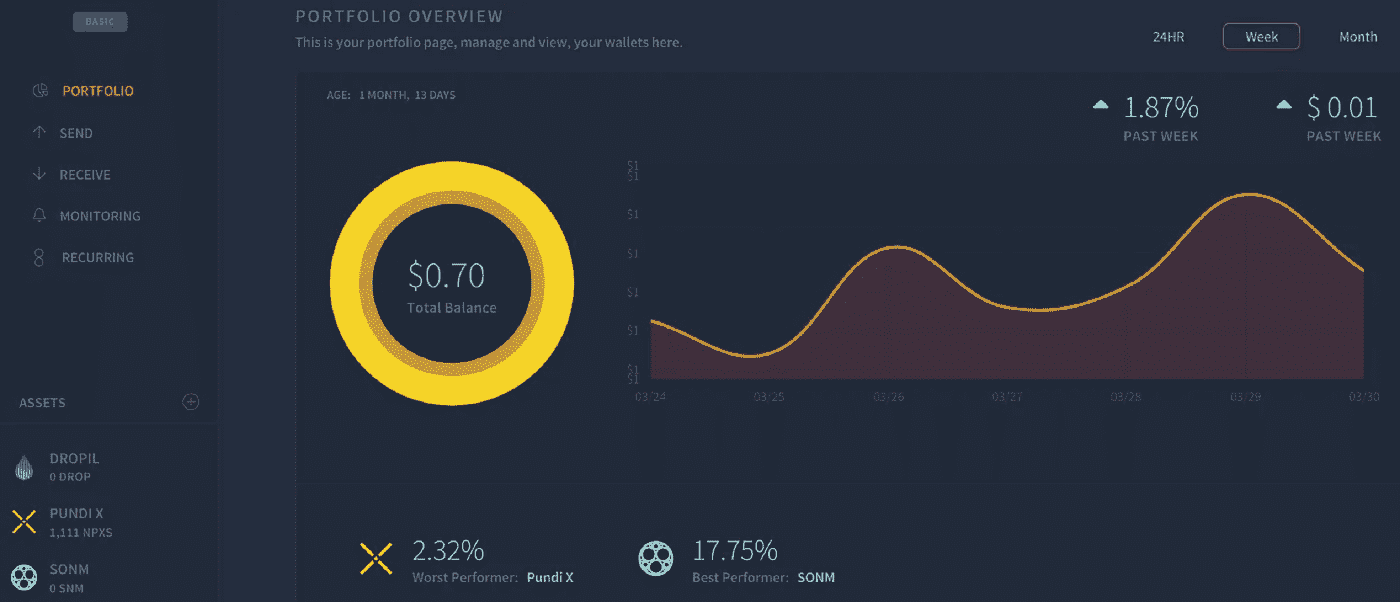 BASIC
PORTFOLIO
SEND
RECEIVE
MONITORING
RECURRING
ASSETS
DROPIL
0 DROP
PUNDI X
1,111 NPXS
SONM
0 SNM
PORTFOLIO OVERVIEW
This is your portfolio page, manage and view, your wallets here.
24HR Week Month
AGE: 1 MONTH, 13 DAYS
1.87%
PAST WEEK
$ 0.01
PAST WEEK
$0.70
Total Balance
$1
$1
$1
$1
$1
$1
$1
$1
03/24 03/25 03/26 03/27 03/28 03/29 03/30
2.32%
Worst Performer: Pundi X
17.75%
Best Performer: SONM